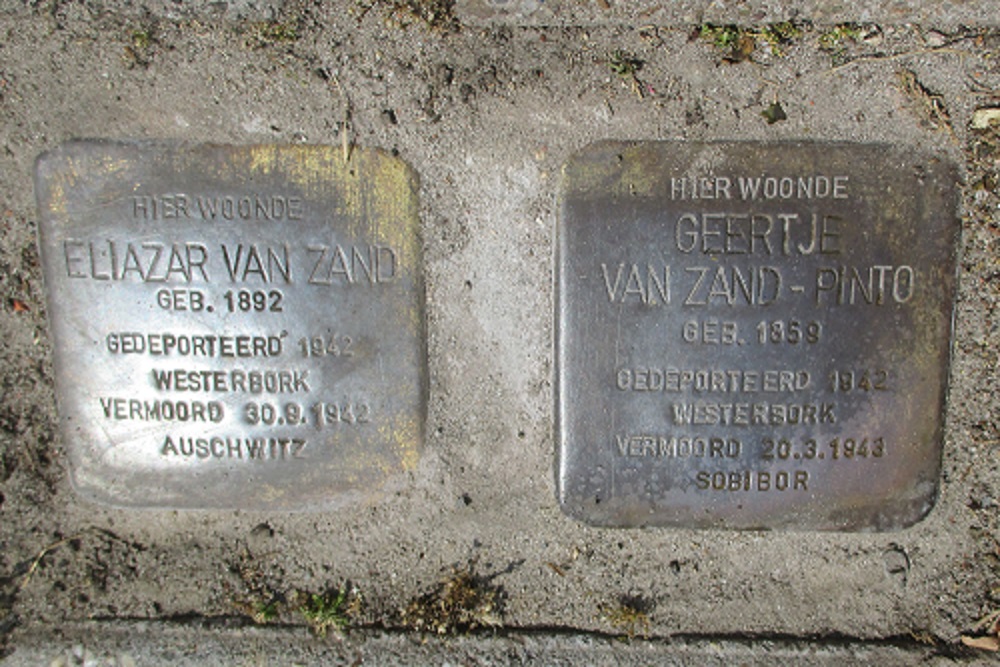 HIER WOONDE
ELIAZAR VAN ZAND
GEB. 1892
GEDEPORTEERD 1942
WESTERBORK
VERMOORD 30.9.1942
AUSCHWITZ
HIER WOONDE
GEERTJE
VAN ZAND - PINTO
GEB. 1859
GEDEPORTEERD 1942
WESTERBORK
VERMOORD 20.3.1943
SOBIBOR